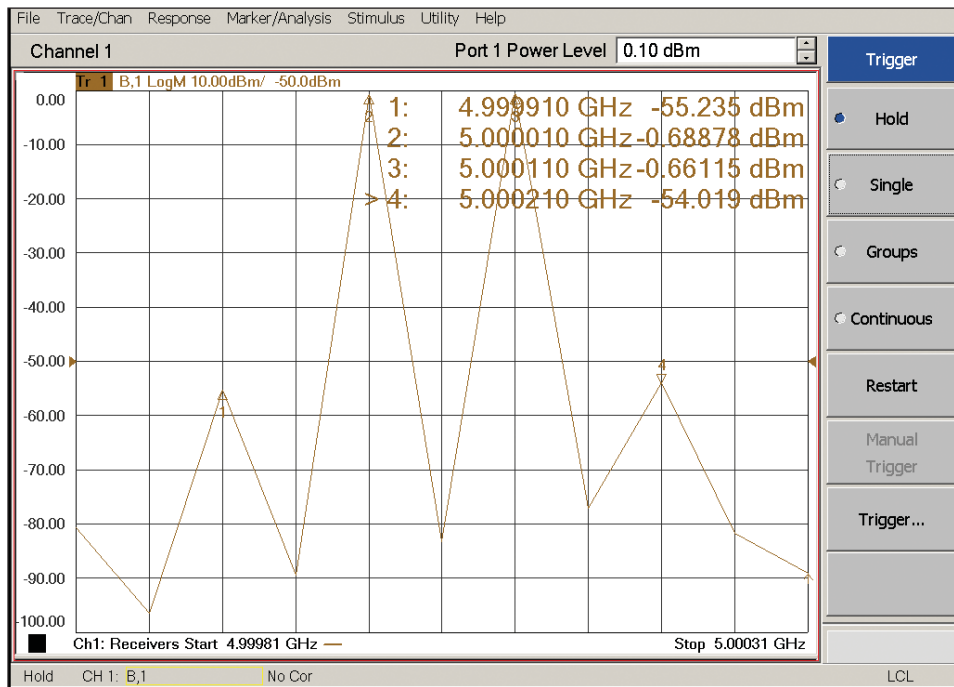 File Trace/Chan Response Marker/Analysis Stimulus Utility Help
Channel 1
Port 1 Power Level 0.10 dBm
Tr 1 B,1 LogM 10.00dBm/ -50.0dBm
0.00
-10.00
-20.00
-30.00
-40.00
-50.00
-60.00
-70.00
-80.00
-90.00
-100.00
1: 4.999910 GHz -55.235 dBm
2: 5.000010 GHz -0.68878 dBm
3: 5.000110 GHz -0.66115 dBm
> 4: 5.000210 GHz -54.019 dBm
1
2
3
4
Ch1: Receivers Start 4.99981 GHz
Stop 5.00031 GHz
Trigger
Hold
Single
Groups
Continuous
Restart
Manual
Trigger
Trigger...
Hold CH 1: B,1 No Cor LCL